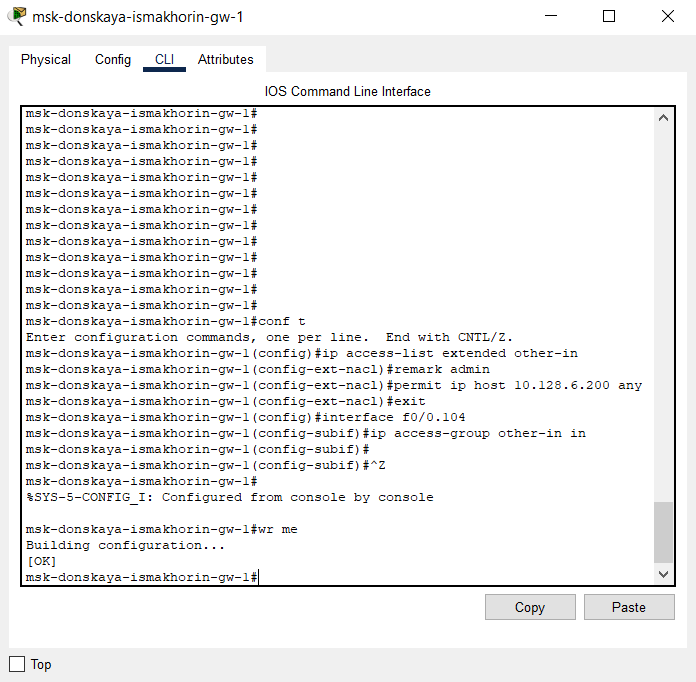 msk-donskaya-ismakhorin-gw-1
Physical Config CLI Attributes
IOS Command Line Interface
msk-donskaya-ismakhorin-gw-1#
msk-donskaya-ismakhorin-gw-1#
msk-donskaya-ismakhorin-gw-1#
msk-donskaya-ismakhorin-gw-1#
msk-donskaya-ismakhorin-gw-1#
msk-donskaya-ismakhorin-gw-1#
msk-donskaya-ismakhorin-gw-1#
msk-donskaya-ismakhorin-gw-1#
msk-donskaya-ismakhorin-gw-1#
msk-donskaya-ismakhorin-gw-1#
msk-donskaya-ismakhorin-gw-1#
msk-donskaya-ismakhorin-gw-1#
msk-donskaya-ismakhorin-gw-1#
msk-donskaya-ismakhorin-gw-1#conf t
Enter configuration commands, one per line.  End with CNTL/Z.
msk-donskaya-ismakhorin-gw-1(config)#ip access-list extended other-in
msk-donskaya-ismakhorin-gw-1(config-ext-nacl)#remark admin
msk-donskaya-ismakhorin-gw-1(config-ext-nacl)#permit ip host 10.128.6.200 any
msk-donskaya-ismakhorin-gw-1(config-ext-nacl)#exit
msk-donskaya-ismakhorin-gw-1(config)#interface f0/0.104
msk-donskaya-ismakhorin-gw-1(config-subif)#ip access-group other-in in
msk-donskaya-ismakhorin-gw-1(config-subif)#
msk-donskaya-ismakhorin-gw-1(config-subif)#^Z
msk-donskaya-ismakhorin-gw-1#
%SYS-5-CONFIG_I: Configured from console by console
msk-donskaya-ismakhorin-gw-1#wr me
Building configuration...
[OK]
msk-donskaya-ismakhorin-gw-1#
Copy Paste
Top